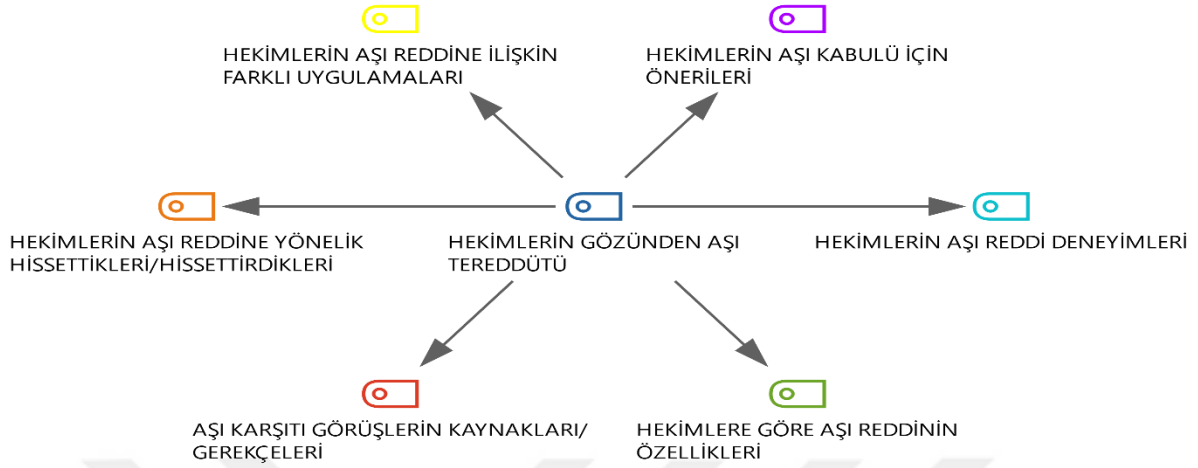 HEKİMLERİN AŞI REDDİNE İLİŞKİN
FARKLI UYGULAMALARI
HEKİMLERİN AŞI KABULÜ İÇİN
ÖNERİLERİ
HEKİMLERİN AŞI REDDİNE YÖNELİK
HİSSETTİKLERİ/HİSSETTİRDİKLERİ
HEKİMLERİN GÖZÜNDEN AŞI
TEREDDÜTÜ
HEKİMLERİN AŞI REDDİ DENEYİMLERİ
AŞI KARŞITI GÖRÜŞLERİN KAYNAKLARI/
GEREKÇELERİ
HEKİMLERE GÖRE AŞI REDDİNİN
ÖZELLİKLERİ